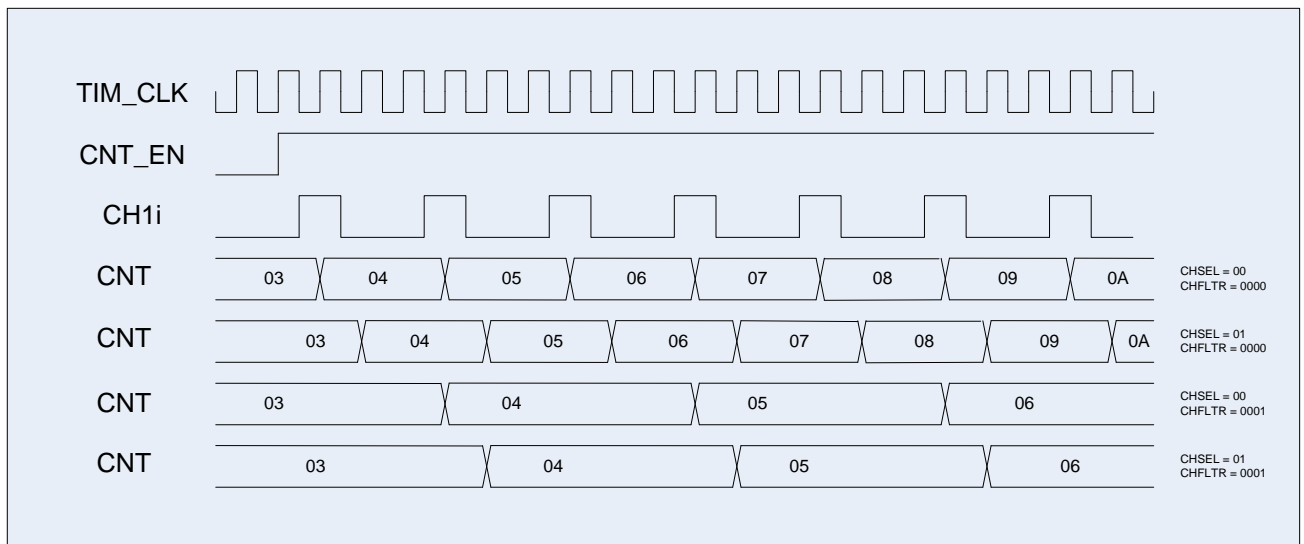 TIM_CLK
CNT_EN
CH1i
CNT 03 04 05 06 07 08 09 0A CHSEL = 00
CHFLTR = 0000
CNT 03 04 05 06 07 08 09 0A CHSEL = 01
CHFLTR = 0000
CNT 03 04 05 06 CHSEL = 00
CHFLTR = 0001
CNT 03 04 05 06 CHSEL = 01
CHFLTR = 0001